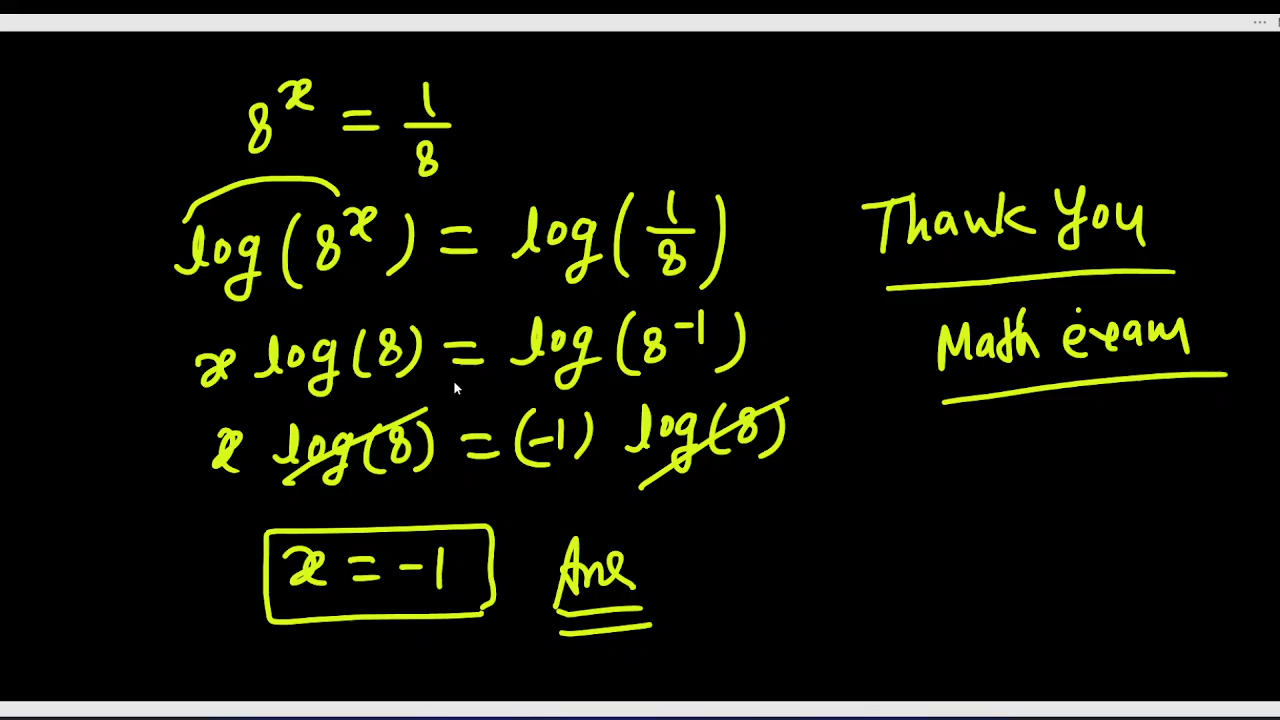 8^x = 1/8
log(8^x) = log(1/8)
x log(8) = log(8^-1)
x log(8) = (-1) log(8)
x = -1 Ans
Thank You
Math exam